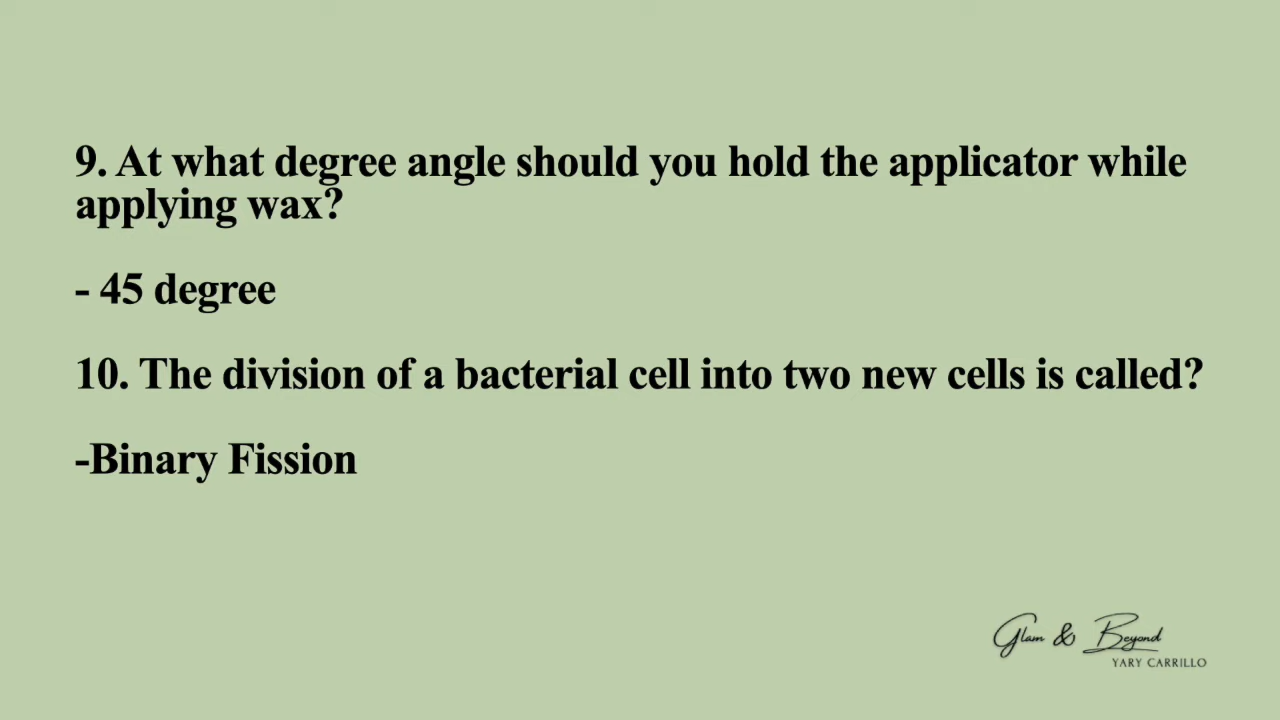 9. At what degree angle should you hold the applicator while
applying wax?
- 45 degree
10. The division of a bacterial cell into two new cells is called?
-Binary Fission
Glam & Beyond
YARY CARRILLO